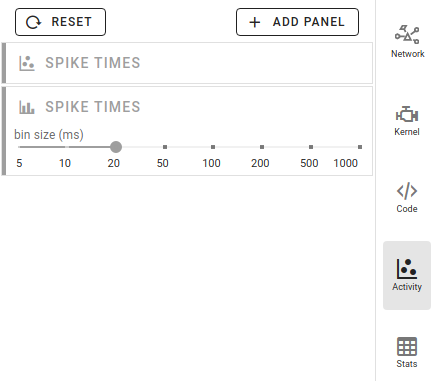 RESET
ADD PANEL
SPIKE TIMES
SPIKE TIMES
bin size (ms)
5 10 20 50 100 200 500 1000
Network
Kernel
Code
Activity
Stats